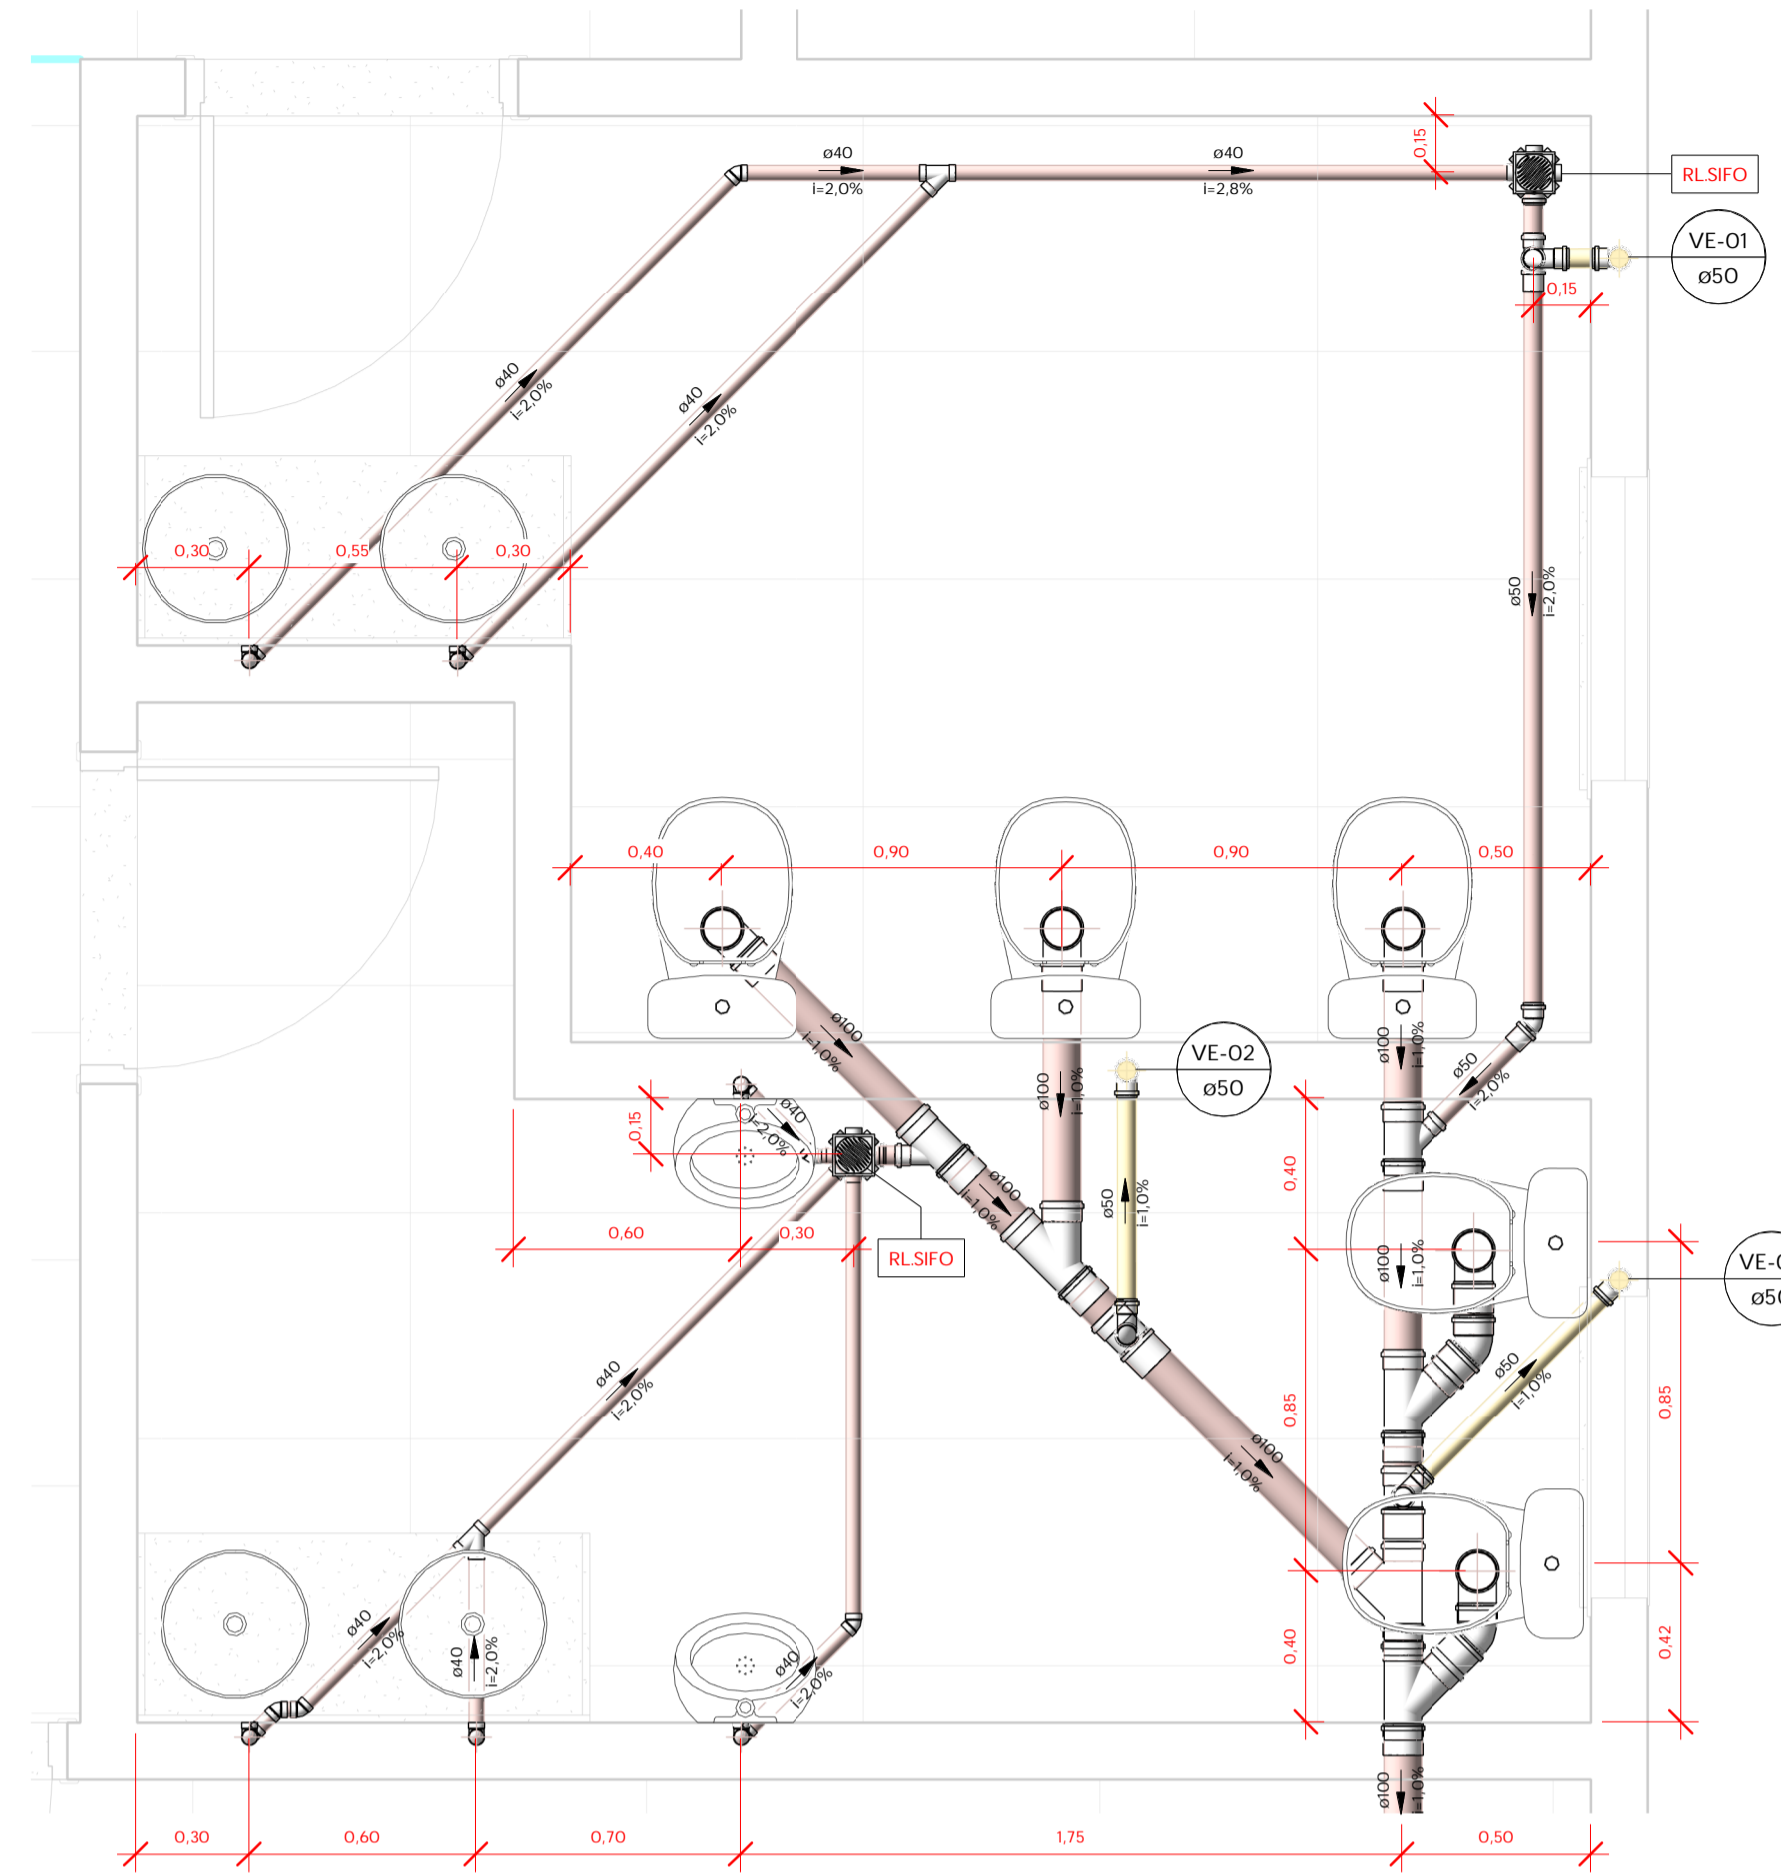 ø40
i=2,0%
ø40
i=2,8%
0,15
RL.SIFO
VE-01
ø50
0,15
ø40
i=2,0%
ø40
i=2,0%
0,30
0,55
0,30
ø50
i=2,0%
0,40
0,90
0,90
0,50
ø100
i=1,0%
ø100
i=1,0%
ø100
i=1,0%
ø50
i=2,0%
VE-02
ø50
0,15
ø40
i=2,0%
ø100
i=1,0%
ø50
i=1,0%
0,40
ø100
i=1,0%
0,60
0,30
RL.SIFO
ø50
ø40
i=2,0%
ø50
i=1,0%
0,85
0,85
ø100
i=1,0%
ø40
i=2,0%
ø40
i=2,0%
ø40
i=2,0%
0,40
0,42
ø100
i=1,0%
0,30
0,60
0,70
1,75
0,50